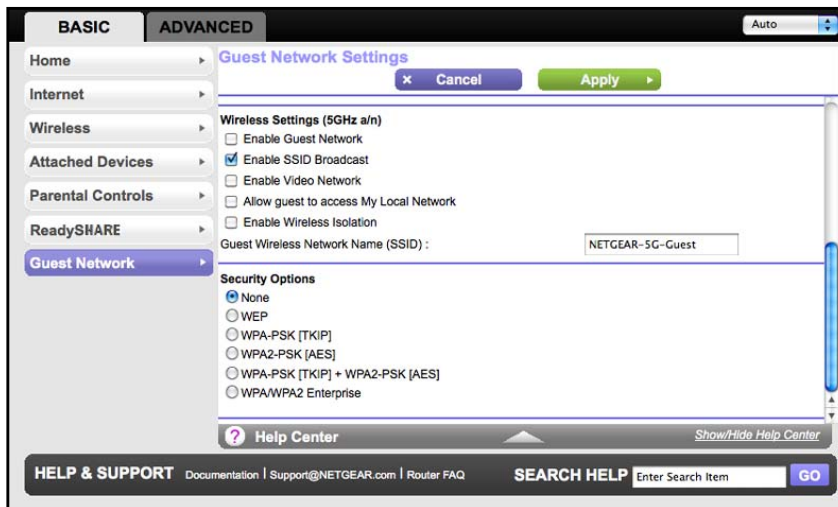 BASIC
ADVANCED
Auto
Home
Internet
Wireless
Attached Devices
Parental Controls
ReadySHARE
Guest Network
Guest Network Settings
× Cancel
Apply
Wireless Settings (5GHz a/n)
Enable Guest Network
Enable SSID Broadcast
Enable Video Network
Allow guest to access My Local Network
Enable Wireless Isolation
Guest Wireless Network Name (SSID) : NETGEAR-5G-Guest
Security Options
None
WEP
WPA-PSK [TKIP]
WPA2-PSK [AES]
WPA-PSK [TKIP] + WPA2-PSK [AES]
WPA/WPA2 Enterprise
? Help Center
Show/Hide Help Center
HELP & SUPPORT Documentation | Support@NETGEAR.com | Router FAQ
SEARCH HELP Enter Search Item GO